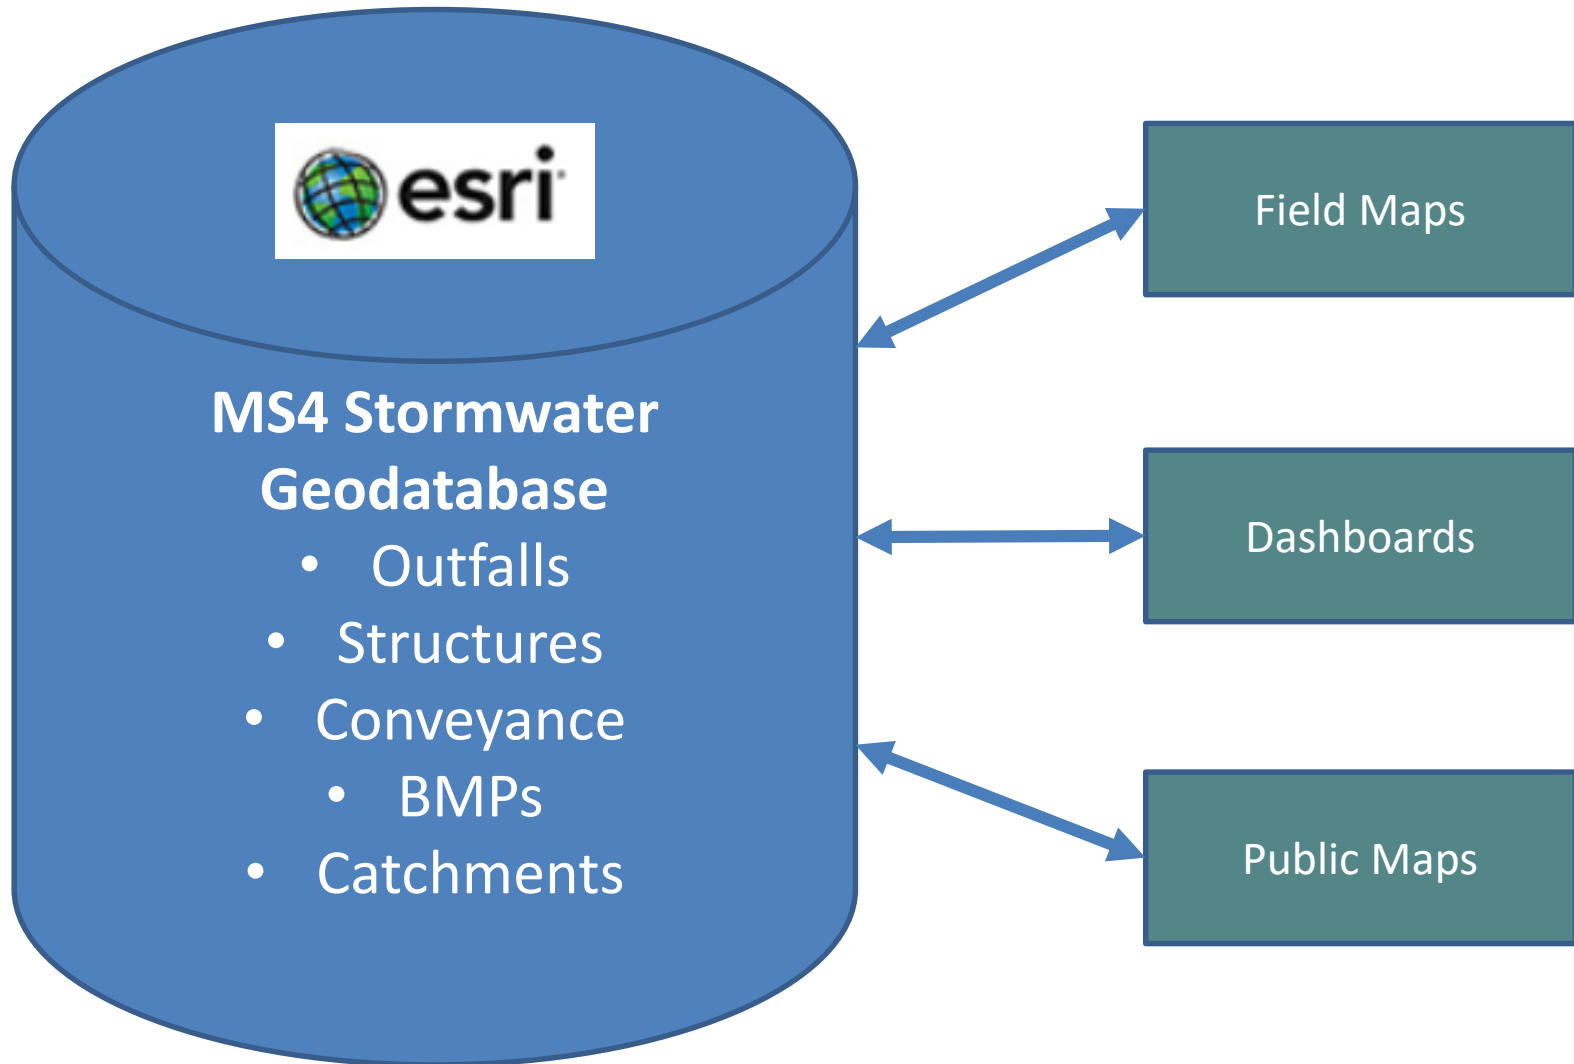 esri
MS4 Stormwater
Geodatabase
• Outfalls
• Structures
• Conveyance
• BMPs
• Catchments
Field Maps
Dashboards
Public Maps